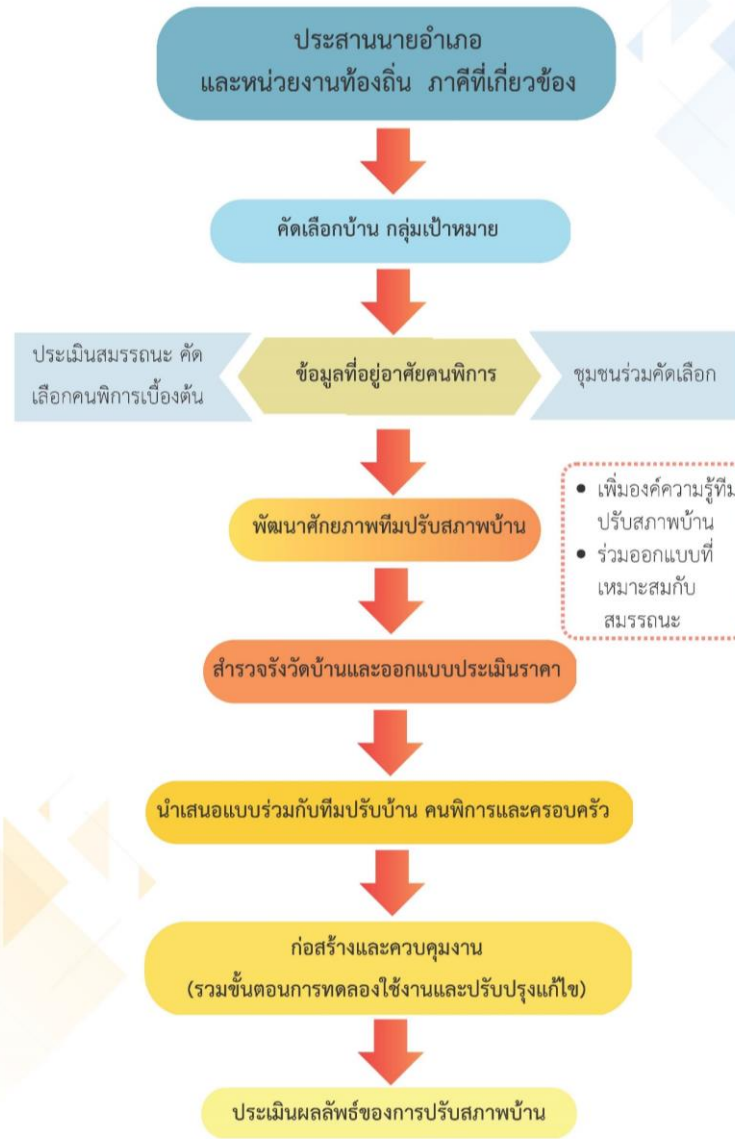 ประสานนายอำเภอ
และหน่วยงานท้องถิ่น ภาคีที่เกี่ยวข้อง
คัดเลือกบ้าน กลุ่มเป้าหมาย
ประเมินสมรรถนะ คัด
เลือกคนพิการเบื้องต้น
ข้อมูลที่อยู่อาศัยคนพิการ
ชุมชนร่วมคัดเลือก
พัฒนาศักยภาพทีมปรับสภาพบ้าน
• เพิ่มองค์ความรู้ทีม
ปรับสภาพบ้าน
• ร่วมออกแบบที่
เหมาะสมกับ
สมรรถนะ
สำรวจรังวัดบ้านและออกแบบประเมินราคา
นำเสนอแบบร่วมกับทีมปรับบ้าน คนพิการและครอบครัว
ก่อสร้างและควบคุมงาน
(รวมขั้นตอนการทดลองใช้งานและปรับปรุงแก้ไข)
ประเมินผลลัพธ์ของการปรับสภาพบ้าน